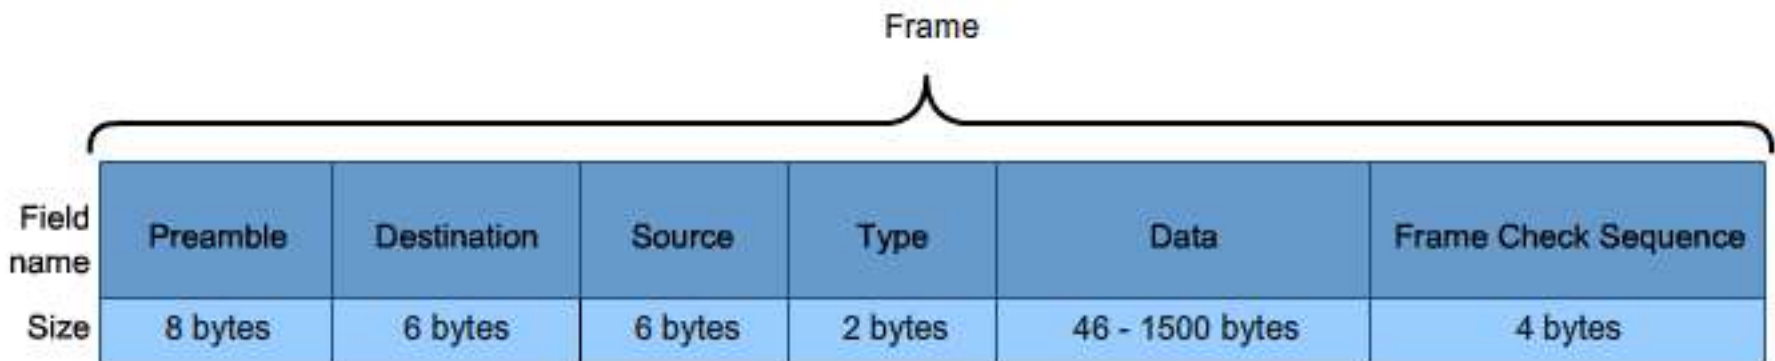 Frame
Field name Preamble Destination Source Type Data Frame Check Sequence
Size 8 bytes 6 bytes 6 bytes 2 bytes 46 - 1500 bytes 4 bytes